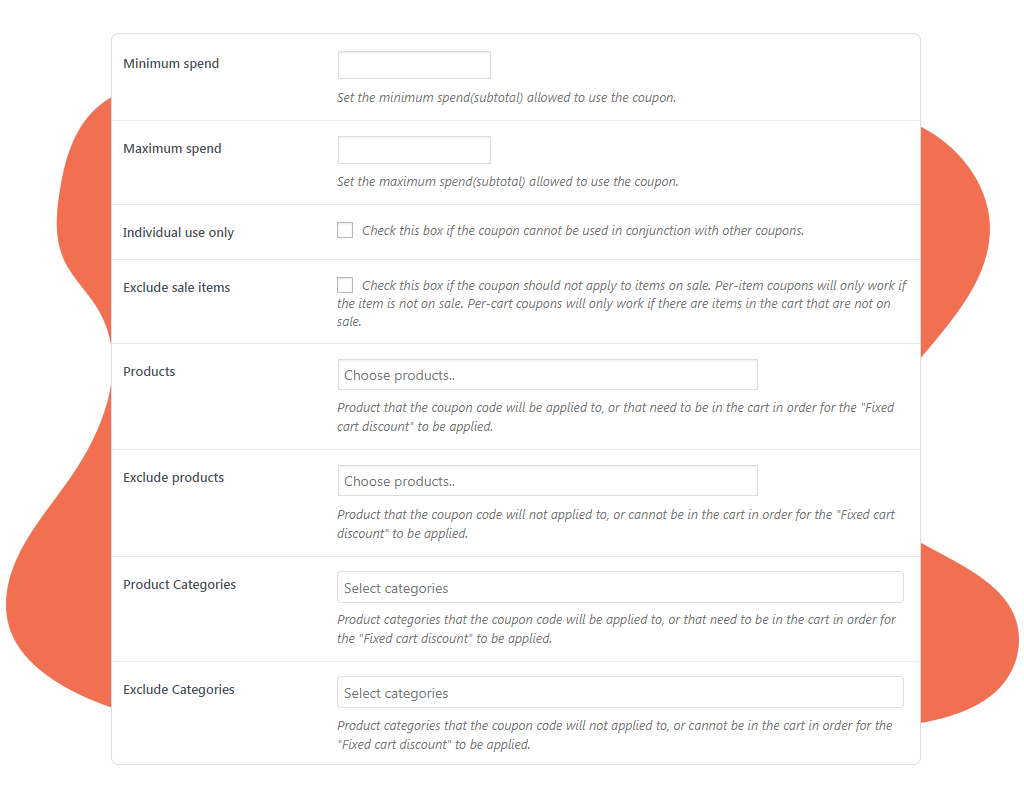 Minimum spend
Set the minimum spend(subtotal) allowed to use the coupon.
Maximum spend
Set the maximum spend(subtotal) allowed to use the coupon.
Individual use only
Check this box if the coupon cannot be used in conjunction with other coupons.
Exclude sale items
Check this box if the coupon should not apply to items on sale. Per-item coupons will only work if
the item is not on sale. Per-cart coupons will only work if there are items in the cart that are not on
sale.
Products
Choose products..
Product that the coupon code will be applied to, or that need to be in the cart in order for the "Fixed
cart discount" to be applied.
Exclude products
Choose products..
Product that the coupon code will not applied to, or cannot be in the cart in order for the "Fixed cart
discount" to be applied.
Product Categories
Select categories
Product categories that the coupon code will be applied to, or that need to be in the cart in order for
the "Fixed cart discount" to be applied.
Exclude Categories
Select categories
Product categories that the coupon code will not applied to, or cannot be in the cart in order for the
"Fixed cart discount" to be applied.